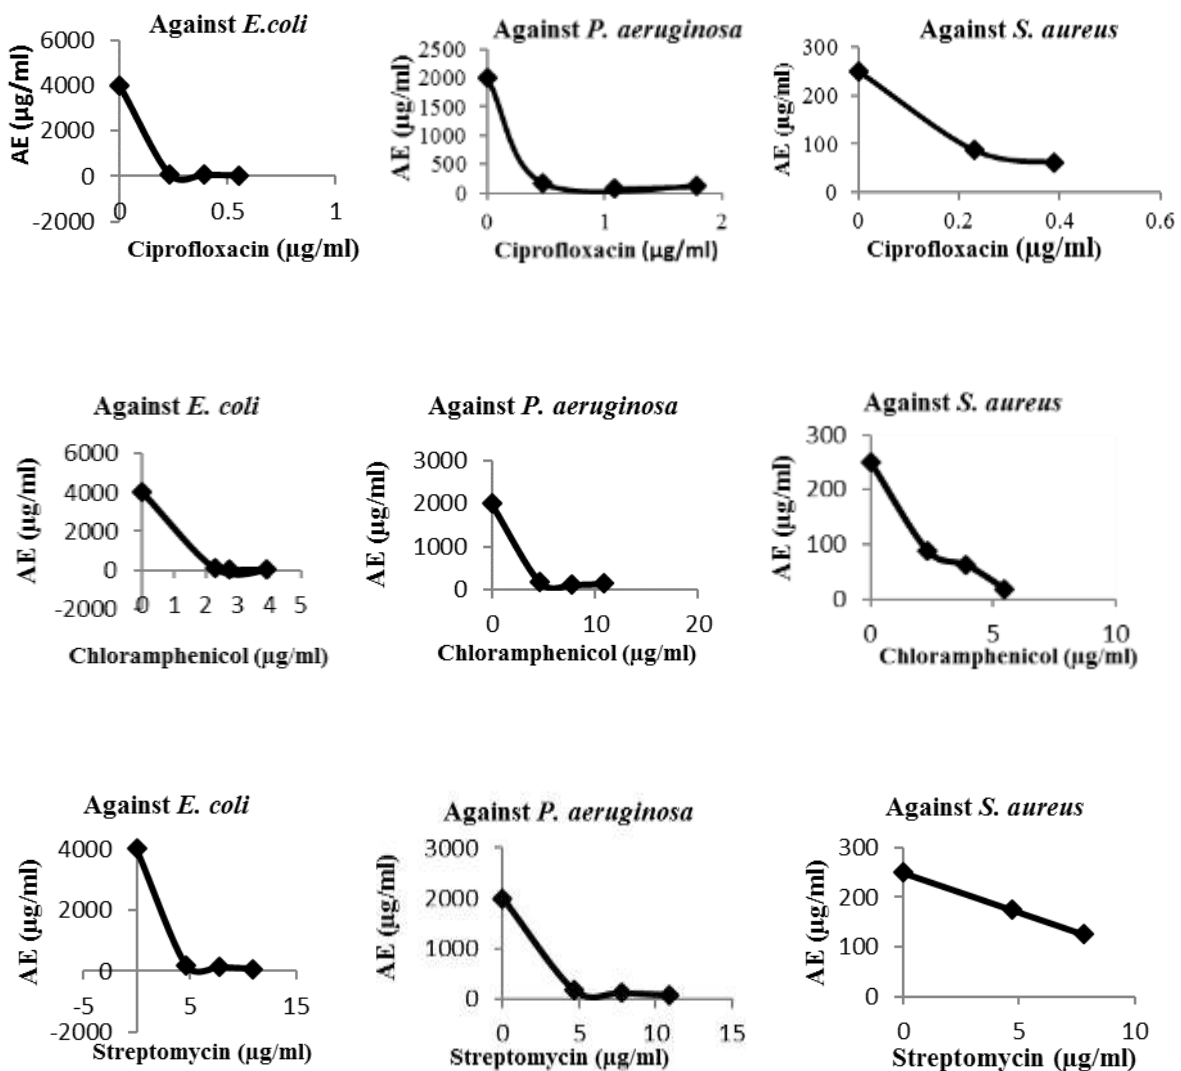 Against E.coli
6000
4000
2000
0
-2000
0
0.5
1
AE (µg/ml)
Ciprofloxacin (µg/ml)
Against P. aeruginosa
2500
2000
1500
1000
500
0
0
1
2
AE (µg/ml)
Ciprofloxacin (µg/ml)
Against S. aureus
300
200
100
0
0
0.2
0.4
0.6
AE (µg/ml)
Ciprofloxacin (µg/ml)
Against E. coli
6000
4000
2000
0
-2000
0
1
2
3
4
5
AE (µg/ml)
Chloramphenicol (µg/ml)
Against P. aeruginosa
3000
2000
1000
0
0
10
20
AE (µg/ml)
Chloramphenicol (µg/ml)
Against S. aureus
300
200
100
0
0
5
10
AE (µg/ml)
Chloramphenicol (µg/ml)
Against E. coli
4000
2000
0
-2000
-5
5
15
AE (µg/ml)
Streptomycin (µg/ml)
Against P. aeruginosa
3000
2000
1000
0
0
5
10
15
AE (µg/ml)
Streptomycin (µg/ml)
Against S. aureus
300
200
100
0
0
5
10
AE (µg/ml)
Streptomycin (µg/ml)